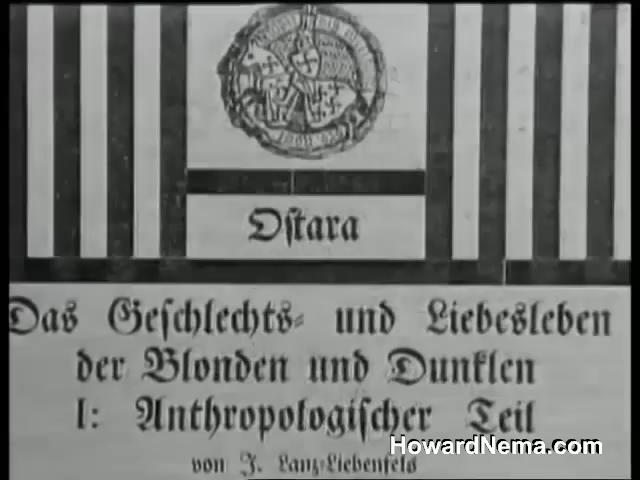 Oſtara
Das Geſchlechts- und Liebesleben
der Blonden und Dunklen
I: Anthropologiſcher Teil
von J. Lanz-Liebenfels
HowardNema.com